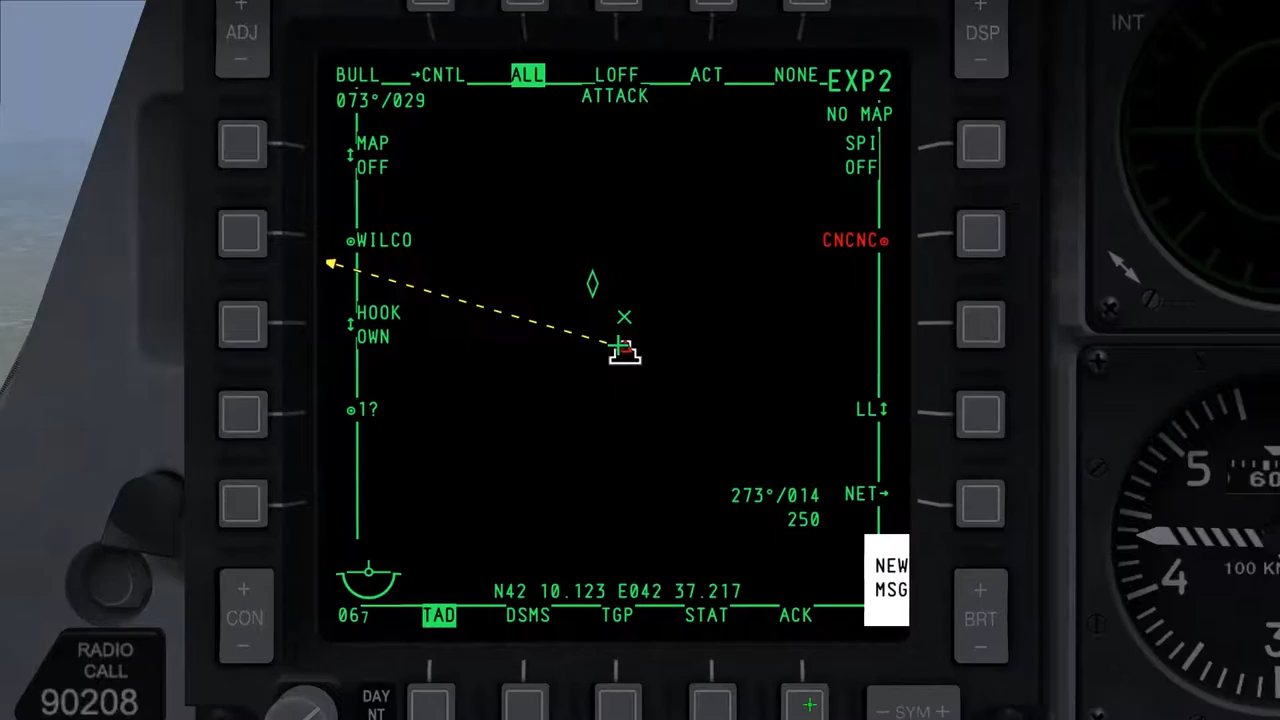 ADJ
DSP
INT
BULL →CNTL ALL LOFF ACT NONE EXP2
073°/029
ATTACK
NO MAP
MAP
OFF
SPI
OFF
WILCO
CNCNC
HOOK
OWN
1?
LL
273°/014
NET→
250
NEW
MSG
N42 10.123 E042 37.217
067
TAD DSMS TGP STAT ACK
CON
BRT
RADIO
CALL
90208
DAY
NT
- SYM +
5
60
4
100 KN
3